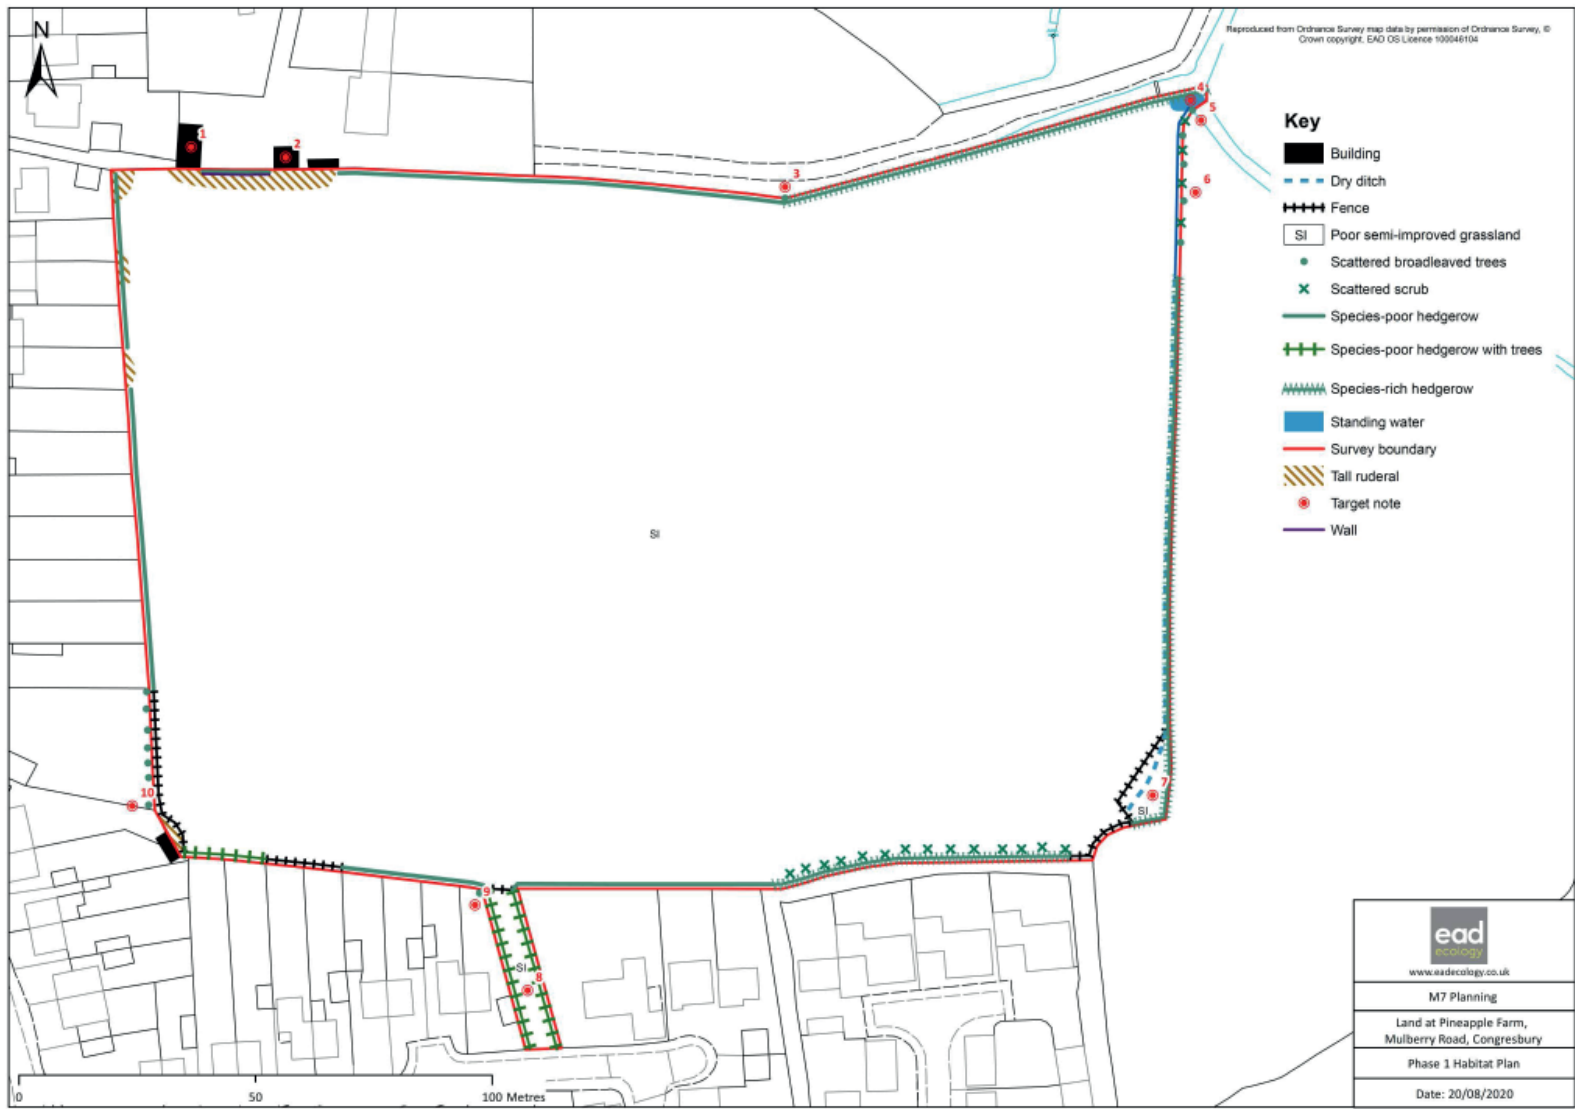 N
Reproduced from Ordnance Survey map data by permission of Ordnance Survey, ©
Crown copyright. EAD OS Licence 100046104
Key
Building
Dry ditch
Fence
SI Poor semi-improved grassland
Scattered broadleaved trees
Scattered scrub
Species-poor hedgerow
Species-poor hedgerow with trees
Species-rich hedgerow
Standing water
Survey boundary
Tall ruderal
Target note
Wall
1
2
3
4
5
6
SI
7
SI
10
9
SI
8
0 50 100 Metres
ead
ecology
www.eadecology.co.uk
M7 Planning
Land at Pineapple Farm,
Mulberry Road, Congresbury
Phase 1 Habitat Plan
Date: 20/08/2020